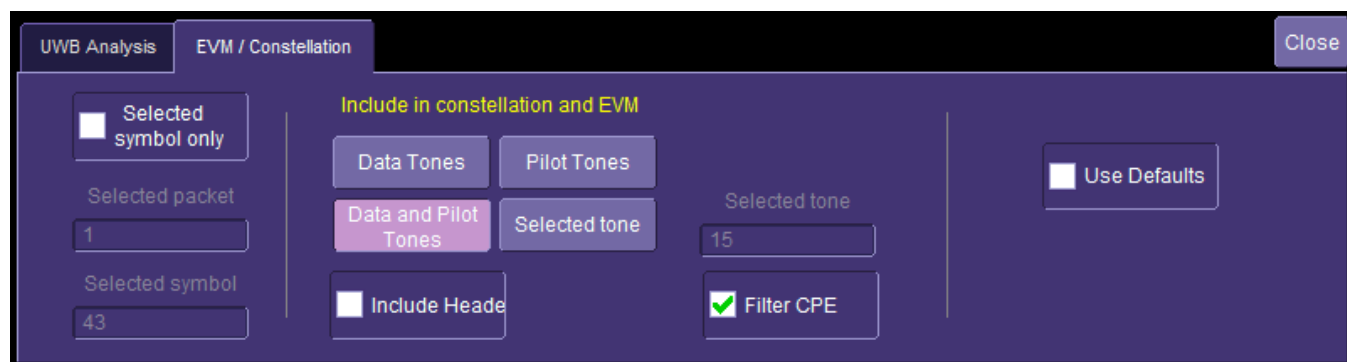 UWB Analysis
EVM / Constellation
Close
Selected
symbol only
Selected packet
1
Selected symbol
43
Include in constellation and EVM
Data Tones
Pilot Tones
Data and Pilot
Tones
Selected tone
Include Heade
Selected tone
15
Filter CPE
Use Defaults